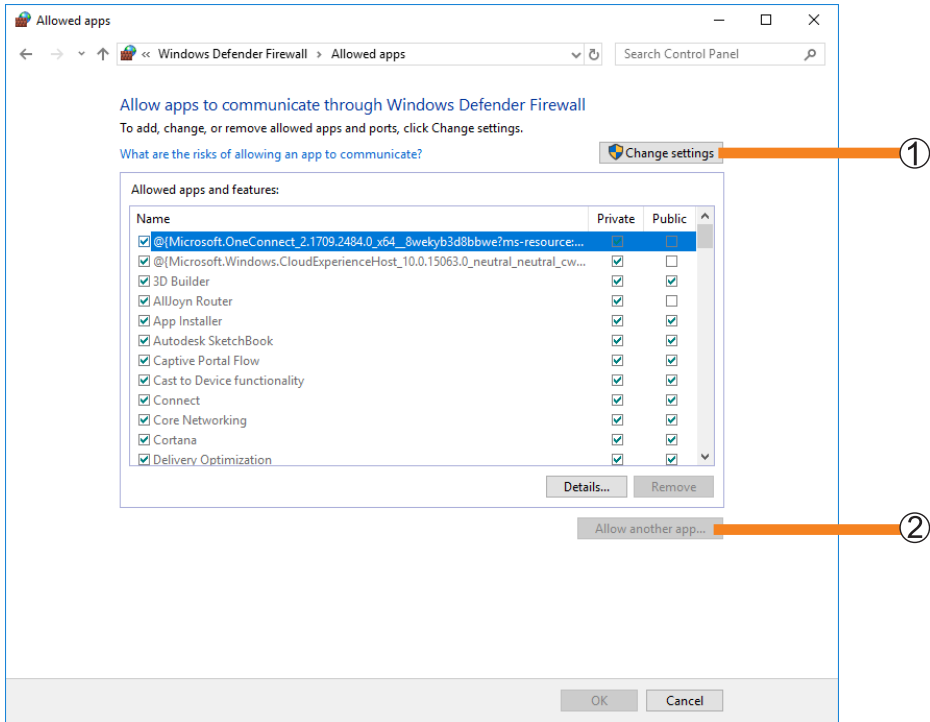 Allowed apps
« Windows Defender Firewall > Allowed apps
Search Control Panel
Allow apps to communicate through Windows Defender Firewall
To add, change, or remove allowed apps and ports, click Change settings.
What are the risks of allowing an app to communicate?
Change settings
①
Allowed apps and features:
Name Private Public
@{Microsoft.OneConnect_2.1709.2484.0_x64__8wekyb3d8bbwe?ms-resource:...
@{Microsoft.Windows.CloudExperienceHost_10.0.15063.0_neutral_neutral_cw...
3D Builder
AllJoyn Router
App Installer
Autodesk SketchBook
Captive Portal Flow
Cast to Device functionality
Connect
Core Networking
Cortana
Delivery Optimization
Details... Remove
Allow another app...
②
OK Cancel